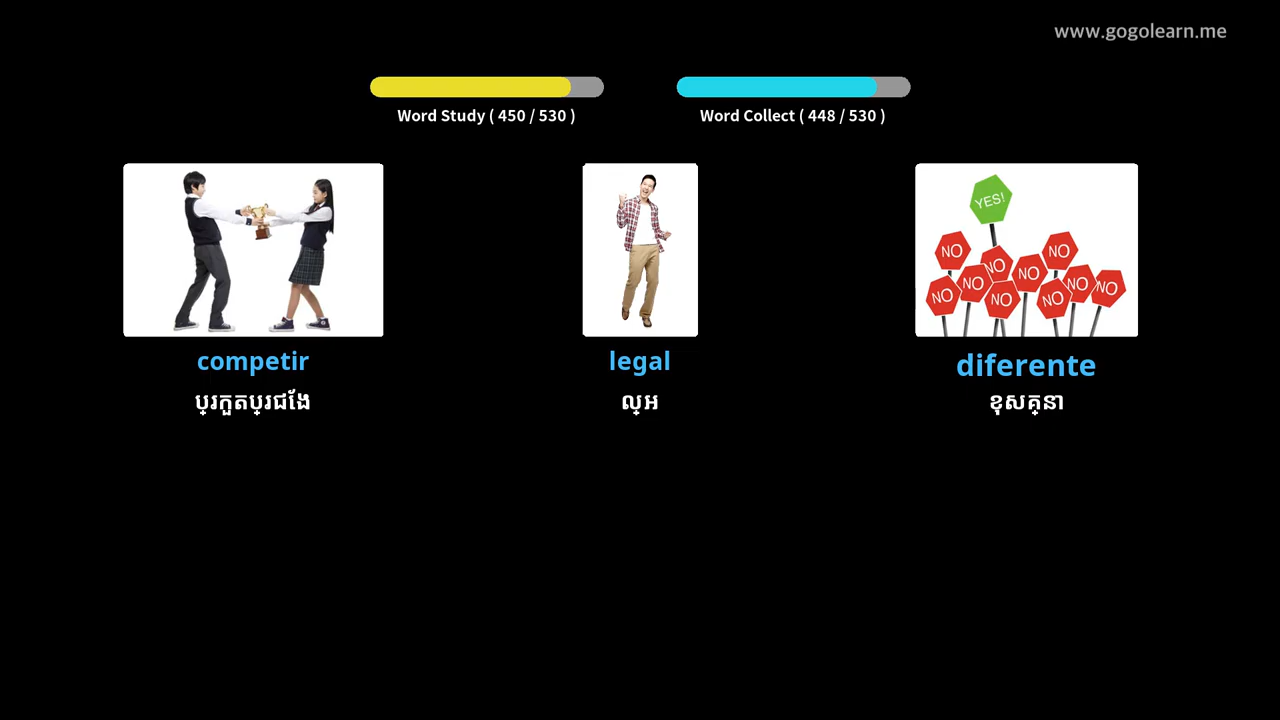 www.gogolearn.me
Word Study ( 450 / 530 )
Word Collect ( 448 / 530 )
YES!
NO
NO
NO
NO
NO
NO
NO
NO
NO
NO
competir
legal
diferente
ប្រកួតប្រជែង
ល្អ
ខុសគ្នា